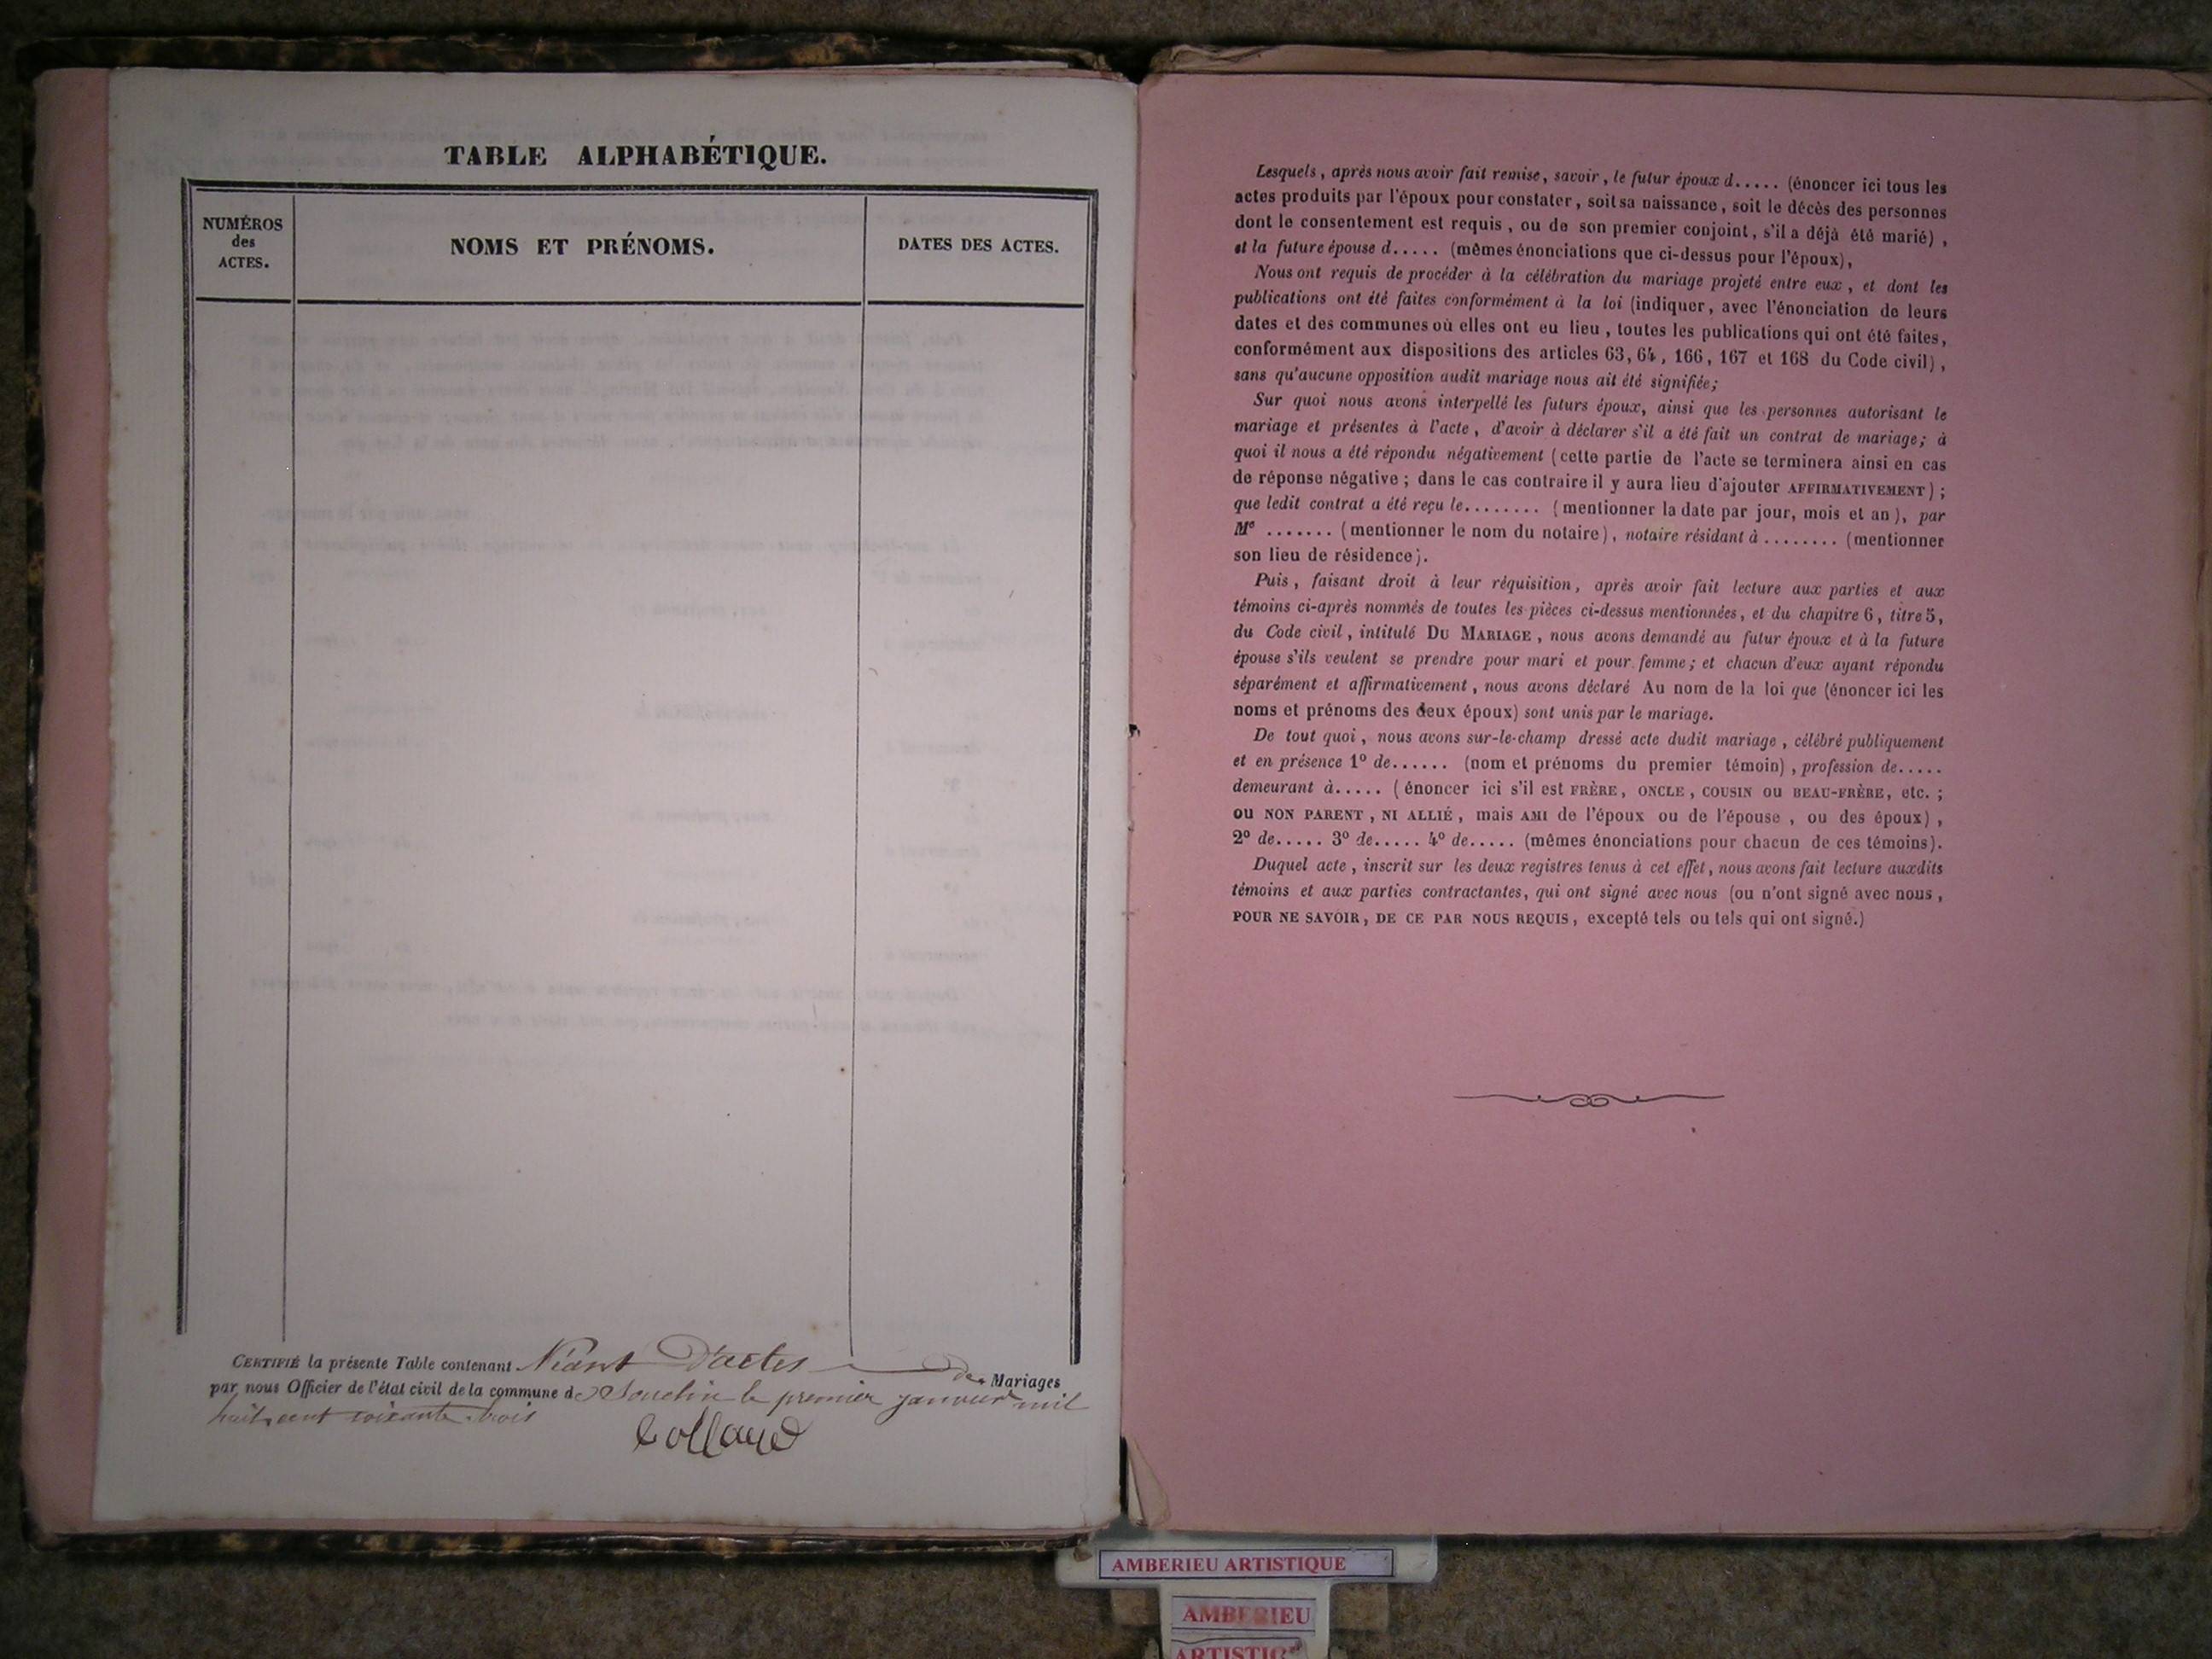 TABLE ALPHABÉTIQUE.
NUMÉROS
des
ACTES.
NOMS ET PRÉNOMS.
DATES DES ACTES.
CERTIFIÉ la présente Table contenant Néant d'actes de Mariages
par nous Officier de l'état civil de la commune de Souclin le premier janvier mil
huit cent soixante trois
Collaud
Lesquels, après nous avoir fait remise, savoir, le futur époux d..... (énoncer ici tous les
actes produits par l'époux pour constater, soit sa naissance, soit le décès des personnes
dont le consentement est requis, ou de son premier conjoint, s'il a déjà été marié),
et la future épouse d..... (mêmes énonciations que ci-dessus pour l'époux),
Nous ont requis de procéder à la célébration du mariage projeté entre eux, et dont les
publications ont été faites conformément à la loi (indiquer, avec l'énonciation de leurs
dates et des communes où elles ont eu lieu, toutes les publications qui ont été faites,
conformément aux dispositions des articles 63, 64, 166, 167 et 168 du Code civil),
sans qu'aucune opposition audit mariage nous ait été signifiée;
Sur quoi nous avons interpellé les futurs époux, ainsi que les personnes autorisant le
mariage et présentes à l'acte, d'avoir à déclarer s'il a été fait un contrat de mariage; à
quoi il nous a été répondu négativement (cette partie de l'acte se terminera ainsi en cas
de réponse négative; dans le cas contraire il y aura lieu d'ajouter AFFIRMATIVEMENT);
que ledit contrat a été reçu le........ (mentionner la date par jour, mois et an), par
Me ....... (mentionner le nom du notaire), notaire résidant à ........ (mentionner
son lieu de résidence).
Puis, faisant droit à leur réquisition, après avoir fait lecture aux parties et aux
témoins ci-après nommés de toutes les pièces ci-dessus mentionnées, et du chapitre 6, titre 5,
du Code civil, intitulé DU MARIAGE, nous avons demandé au futur époux et à la future
épouse s'ils veulent se prendre pour mari et pour femme; et chacun d'eux ayant répondu
séparément et affirmativement, nous avons déclaré Au nom de la loi que (énoncer ici les
noms et prénoms des deux époux) sont unis par le mariage.
De tout quoi, nous avons sur-le-champ dressé acte dudit mariage, célébré publiquement
et en présence 1º de...... (nom et prénoms du premier témoin), profession de.....
demeurant à..... (énoncer ici s'il est FRÈRE, ONCLE, COUSIN ou BEAU-FRÈRE, etc.;
ou NON PARENT, NI ALLIÉ, mais AMI de l'époux ou de l'épouse, ou des époux),
2º de..... 3º de..... 4º de..... (mêmes énonciations pour chacun de ces témoins).
Duquel acte, inscrit sur les deux registres tenus à cet effet, nous avons fait lecture auxdits
témoins et aux parties contractantes, qui ont signé avec nous (ou n'ont signé avec nous,
POUR NE SAVOIR, DE CE PAR NOUS REQUIS, excepté tels ou tels qui ont signé.)
AMBERIEU ARTISTIQUE
AMBERIEU
ARTISTIQ